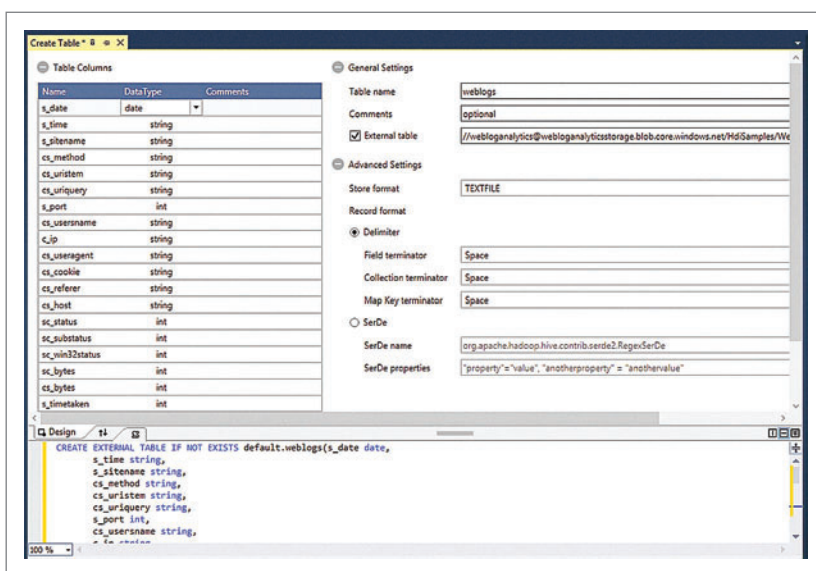 Create Table*
Table Columns
Name DataType Comments
s_date date
s_time string
s_sitename string
cs_method string
cs_uristem string
cs_uriquery string
s_port int
cs_usersname string
c_ip string
cs_useragent string
cs_cookie string
cs_referer string
cs_host string
sc_status int
sc_substatus int
sc_win32status int
sc_bytes int
cs_bytes int
s_timetaken int
General Settings
Table name weblogs
Comments optional
External table //webloganalytics@webloganalyticsstorage.blob.core.windows.net/HdiSamples/We
Advanced Settings
Store format TEXTFILE
Record format
Delimiter
Field terminator Space
Collection terminator Space
Map Key terminator Space
SerDe
SerDe name org.apache.hadoop.hive.contrib.serde2.RegexSerDe
SerDe properties "property"="value", "anotherproperty" = "anothervalue"
Design
CREATE EXTERNAL TABLE IF NOT EXISTS default.weblogs(s_date date,
s_time string,
s_sitename string,
cs_method string,
cs_uristem string,
cs_uriquery string,
s_port int,
cs_usersname string,
100 %